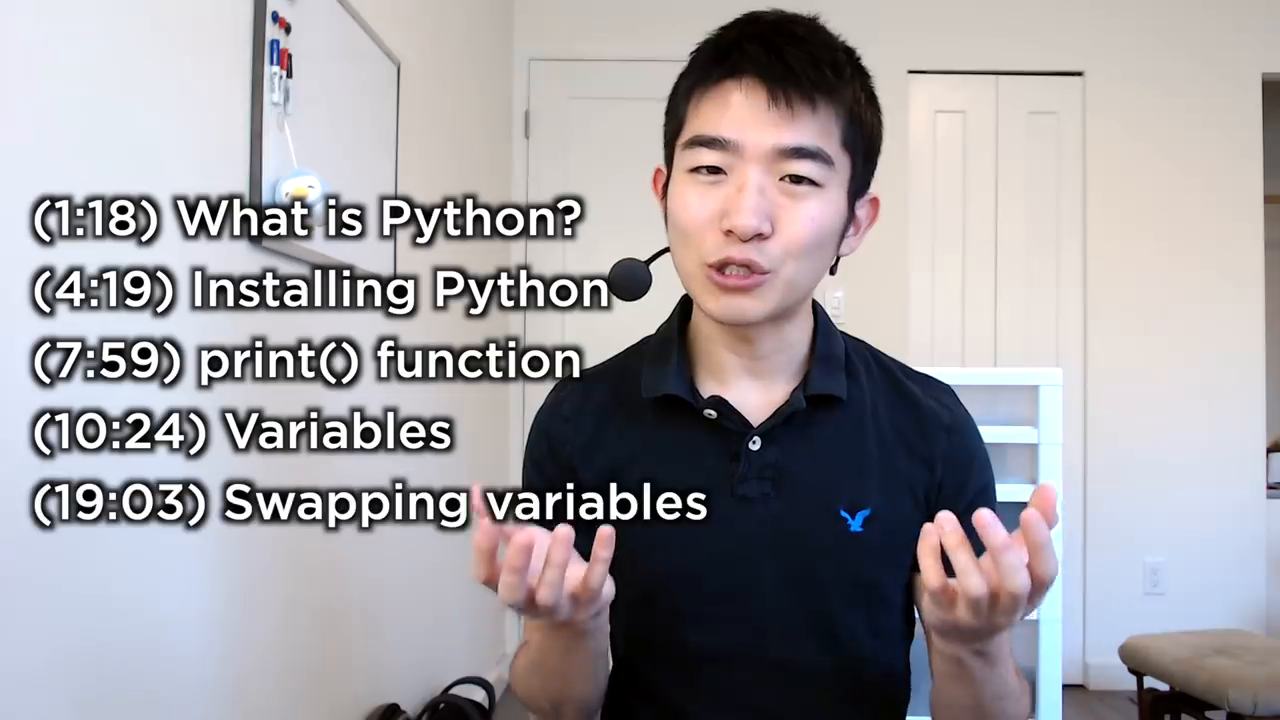 (1:18) What is Python?
(4:19) Installing Python
(7:59) print() function
(10:24) Variables
(19:03) Swapping variables